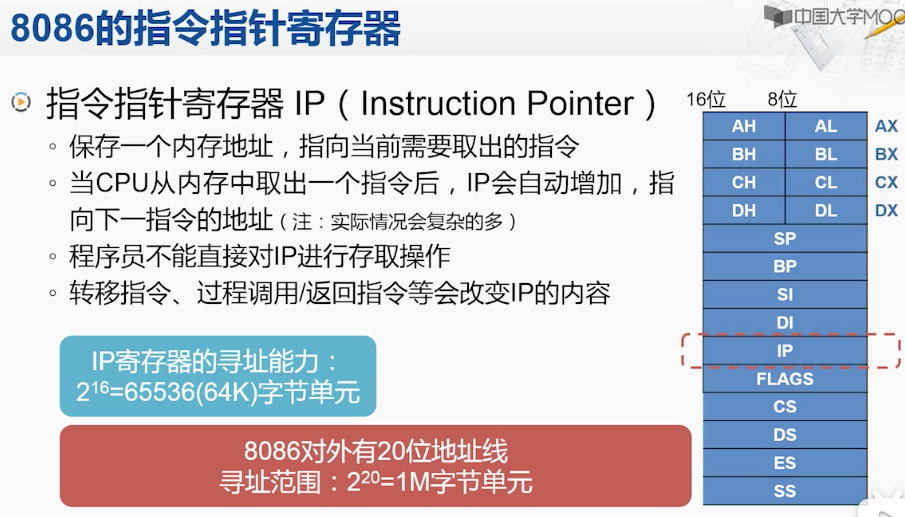 8086的指令指针寄存器
中国大学MOO
指令指针寄存器 IP（Instruction Pointer）
保存一个内存地址，指向当前需要取出的指令
当CPU从内存中取出一个指令后，IP会自动增加，指
向下一指令的地址（注：实际情况会复杂的多）
程序员不能直接对IP进行存取操作
转移指令、过程调用/返回指令等会改变IP的内容
IP寄存器的寻址能力：
2¹⁶=65536(64K)字节单元
8086对外有20位地址线
寻址范围：2²⁰=1M字节单元
16位 8位
AH AL AX
BH BL BX
CH CL CX
DH DL DX
SP
BP
SI
DI
IP
FLAGS
CS
DS
ES
SS